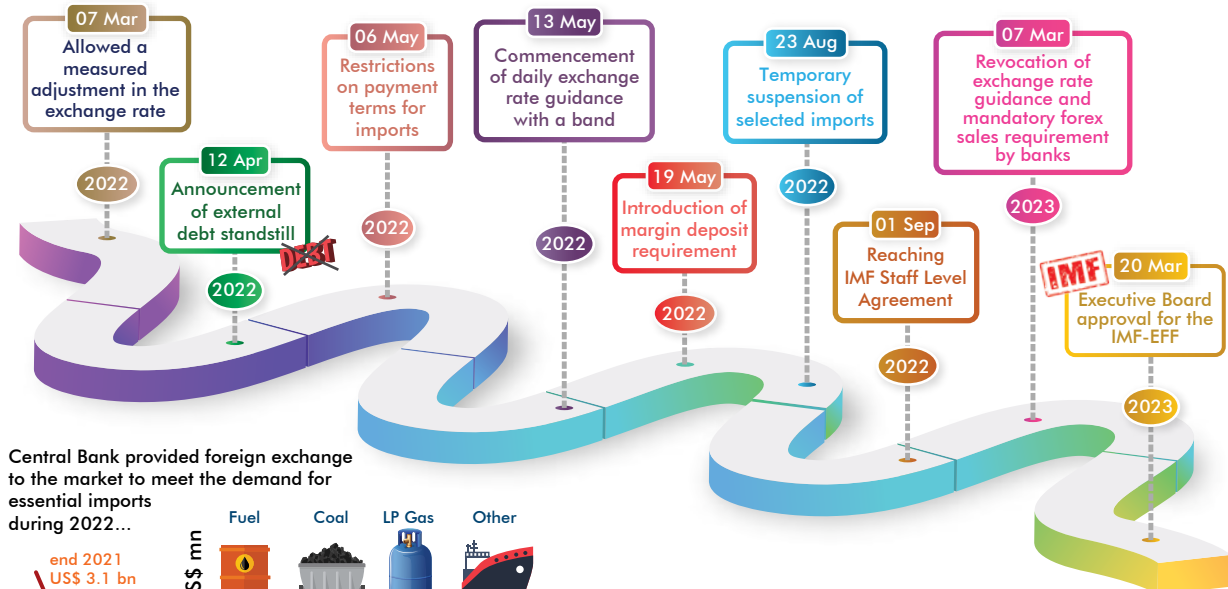 07 Mar
Allowed a
measured
adjustment in the
exchange rate
2022
12 Apr
Announcement
of external
debt standstill
DEBT
2022
06 May
Restrictions
on payment
terms for
imports
2022
13 May
Commencement
of daily exchange
rate guidance
with a band
2022
19 May
Introduction of
margin deposit
requirement
2022
23 Aug
Temporary
suspension of
selected imports
2022
01 Sep
Reaching
IMF Staff Level
Agreement
2022
07 Mar
Revocation of
exchange rate
guidance and
mandatory forex
sales requirement
by banks
2023
IMF
20 Mar
Executive Board
approval for the
IMF-EFF
2023
Central Bank provided foreign exchange
to the market to meet the demand for
essential imports
during 2022...
end 2021
US$ 3.1 bn
Fuel
Coal
LP Gas
Other